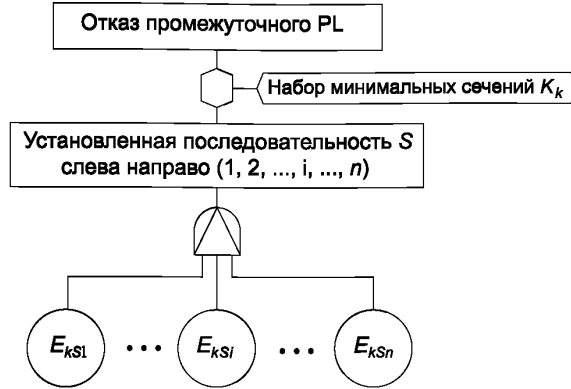 Отказ промежуточного PL
Набор минимальных сечений Kk
Установленная последовательность S
слева направо (1, 2, ..., i, ..., n)
EkS1 ... EkSi ... EkSn